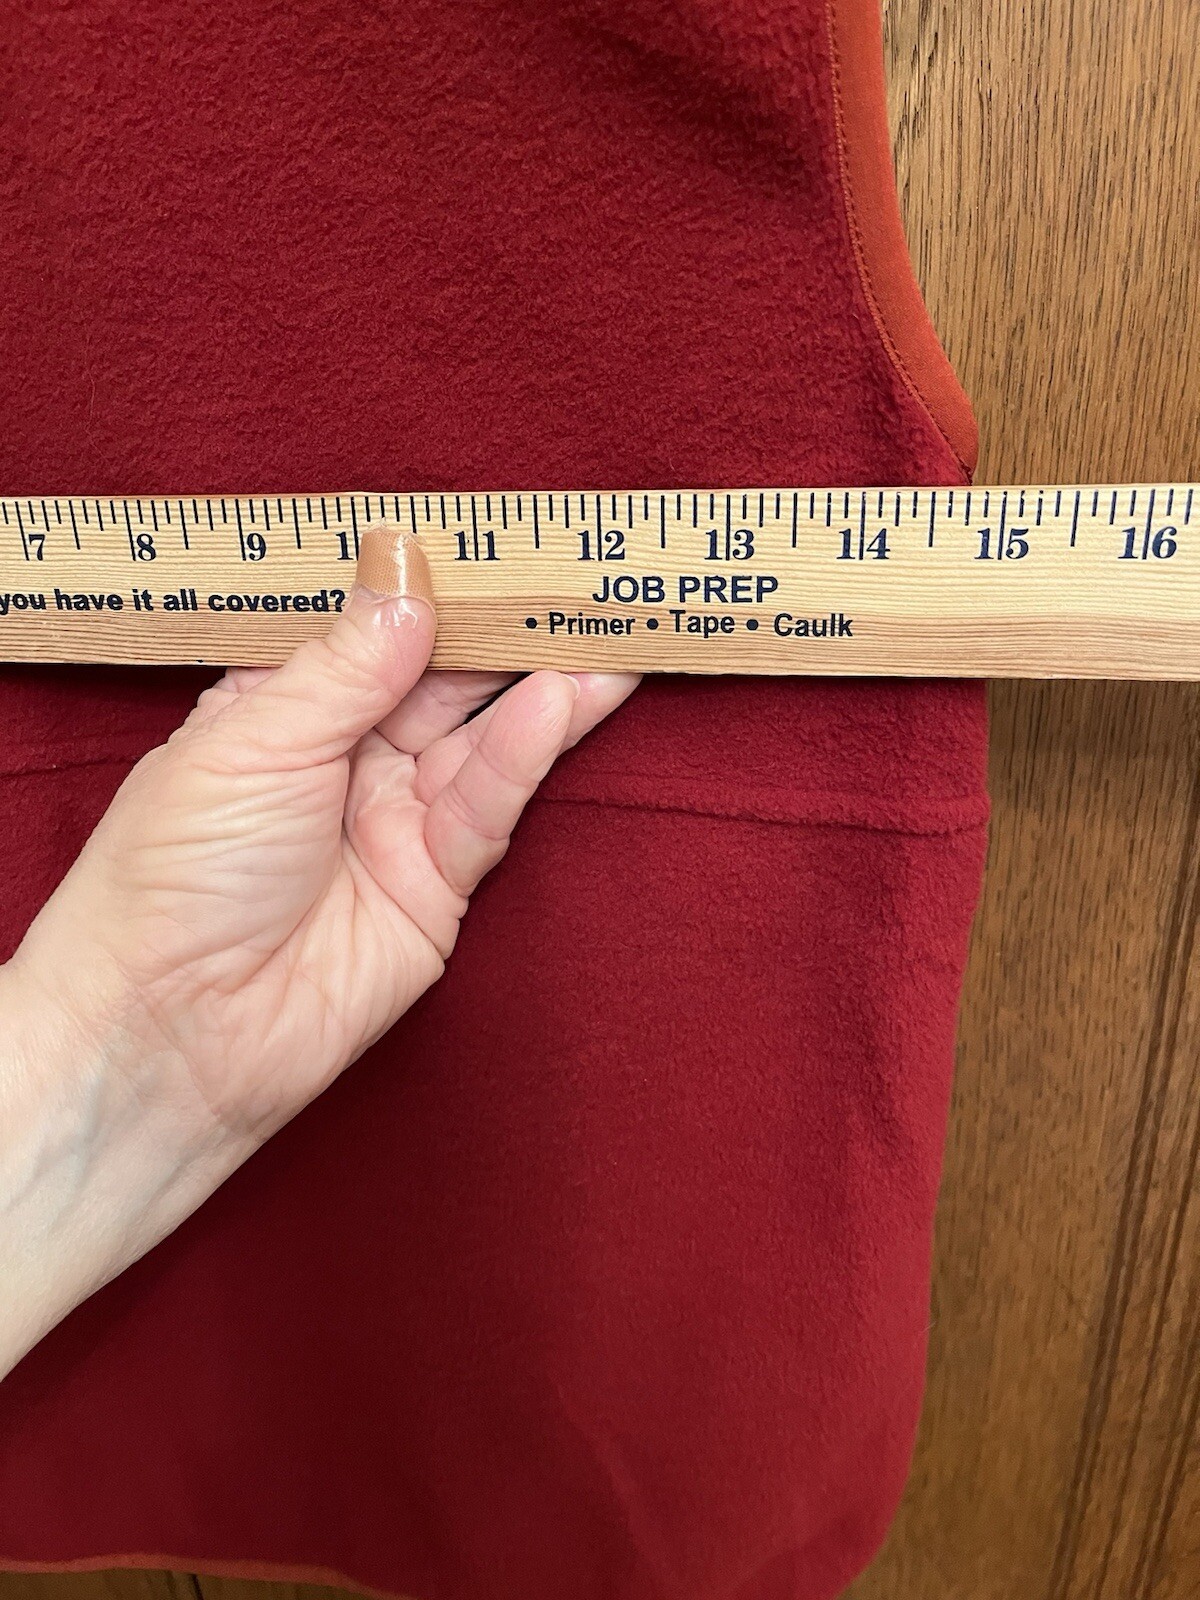 7 8 9 1 11 12 13 14 15 16
you have it all covered? JOB PREP
• Primer • Tape • Caulk